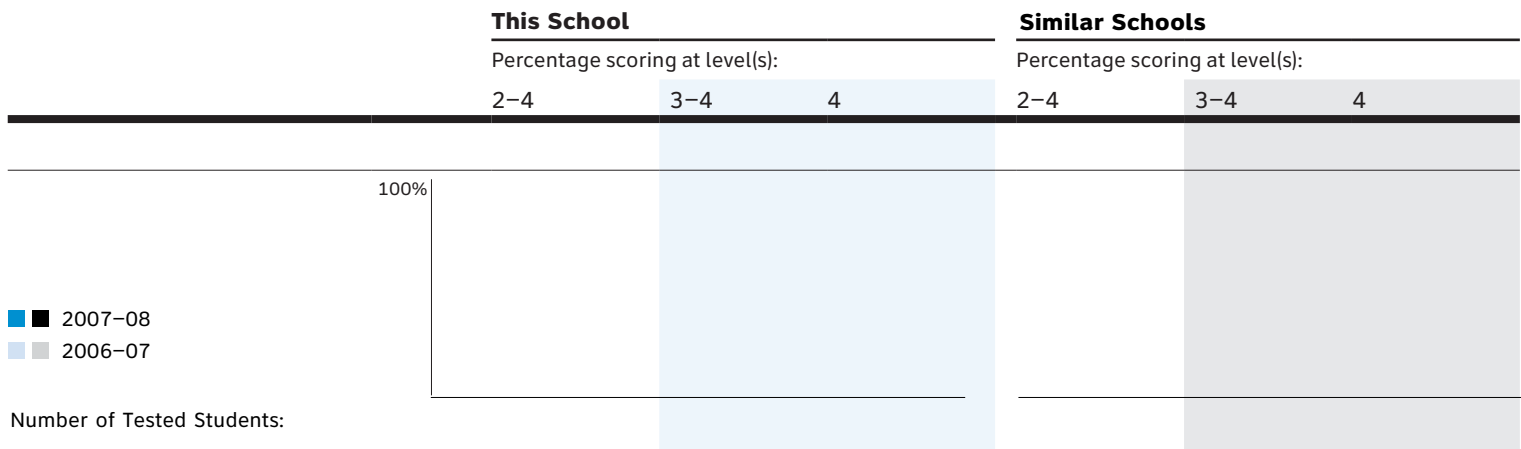 This School Similar Schools
Percentage scoring at level(s): Percentage scoring at level(s):
2–4 3–4 4 2–4 3–4 4
100%
2007–08
2006–07
Number of Tested Students: